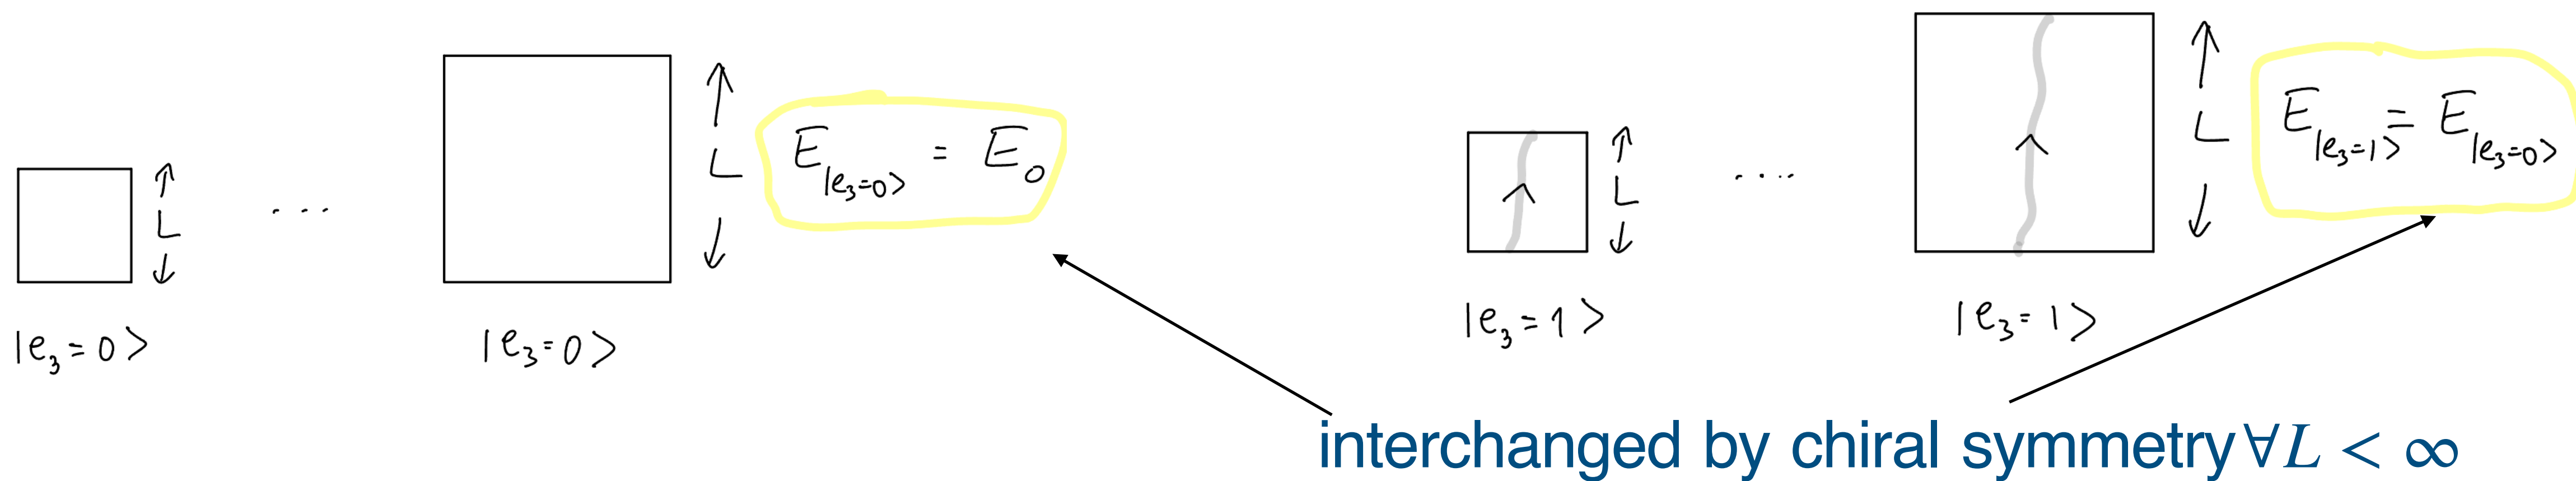 L
|e₃=0>
....
L
|e₃=0>
E|e₃=0> = E₀
L
|e₃=1>
....
L
|e₃=1>
E|e₃=1> = E|e₃=0>
interchanged by chiral symmetry ∀L < ∞